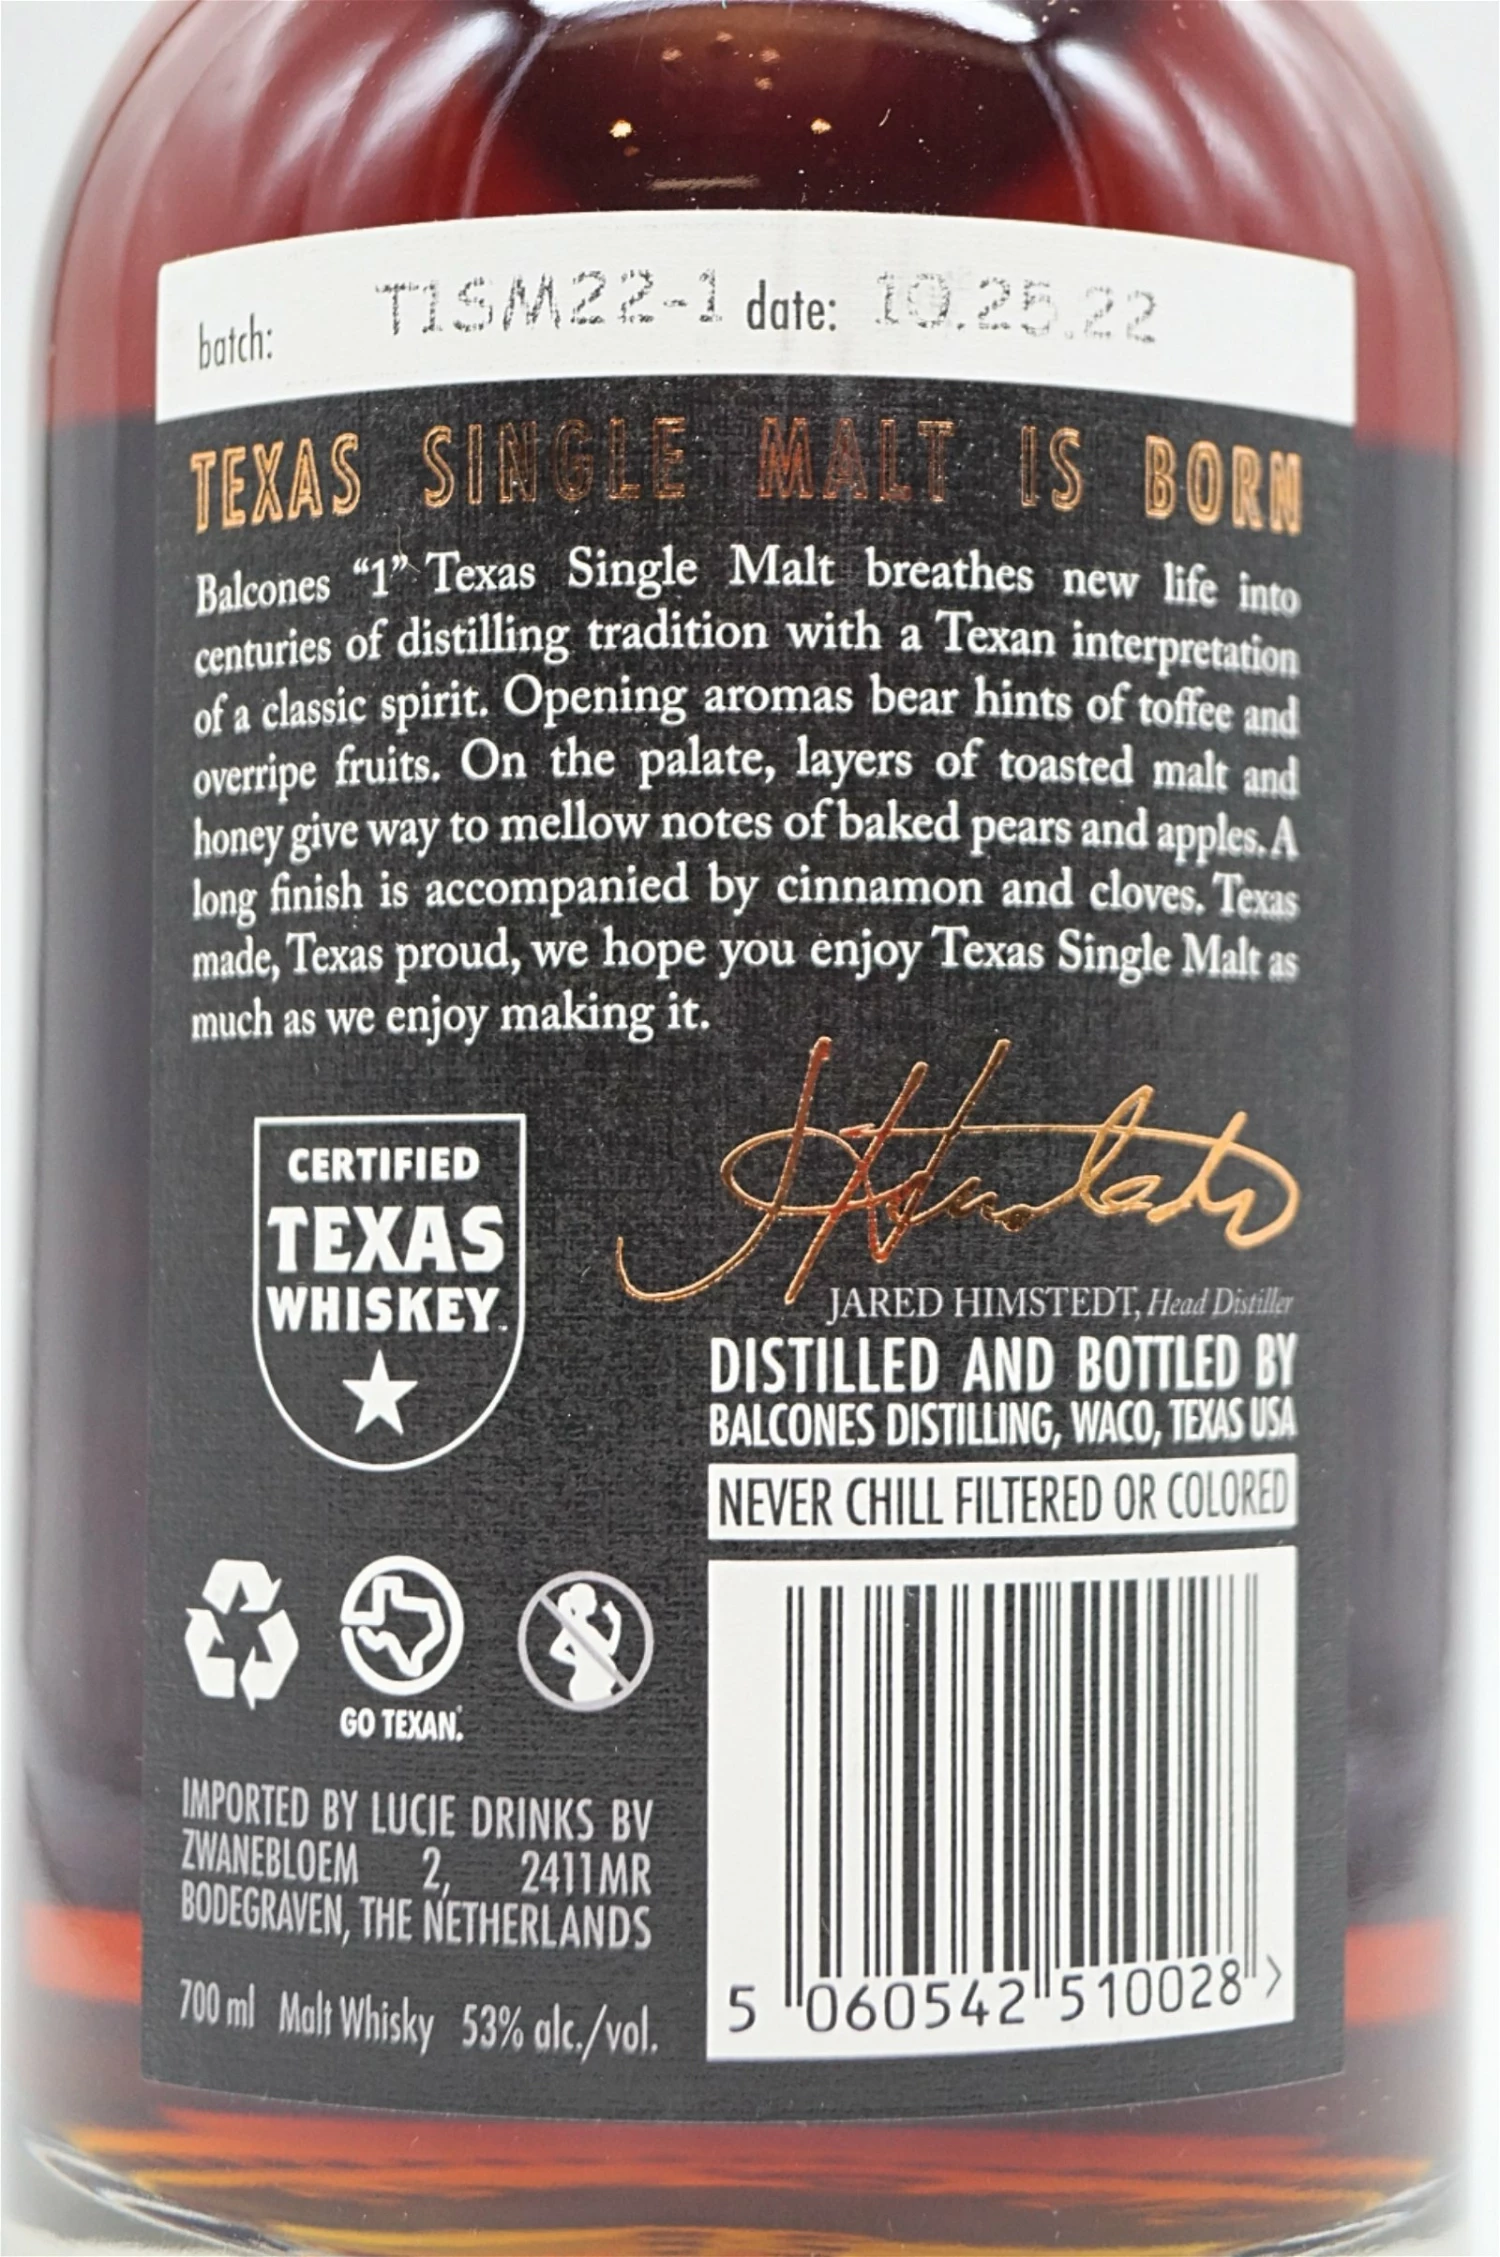 batch: T1SM22-1 date: 10.25.22
TEXAS SINGLE MALT IS BORN
Balcones “1” Texas Single Malt breathes new life into
centuries of distilling tradition with a Texan interpretation
of a classic spirit. Opening aromas bear hints of toffee and
overripe fruits. On the palate, layers of toasted malt and
honey give way to mellow notes of baked pears and apples. A
long finish is accompanied by cinnamon and cloves. Texas
made, Texas proud, we hope you enjoy Texas Single Malt as
much as we enjoy making it.
CERTIFIED
TEXAS
WHISKEY
JARED HIMSTEDT, Head Distiller
DISTILLED AND BOTTLED BY
BALCONES DISTILLING, WACO, TEXAS USA
NEVER CHILL FILTERED OR COLORED
GO TEXAN.
IMPORTED BY LUCIE DRINKS BV
ZWANEBLOEM 2, 2411MR
BODEGRAVEN, THE NETHERLANDS
700 ml Malt Whisky 53% alc./vol.
5 060542 510028 >